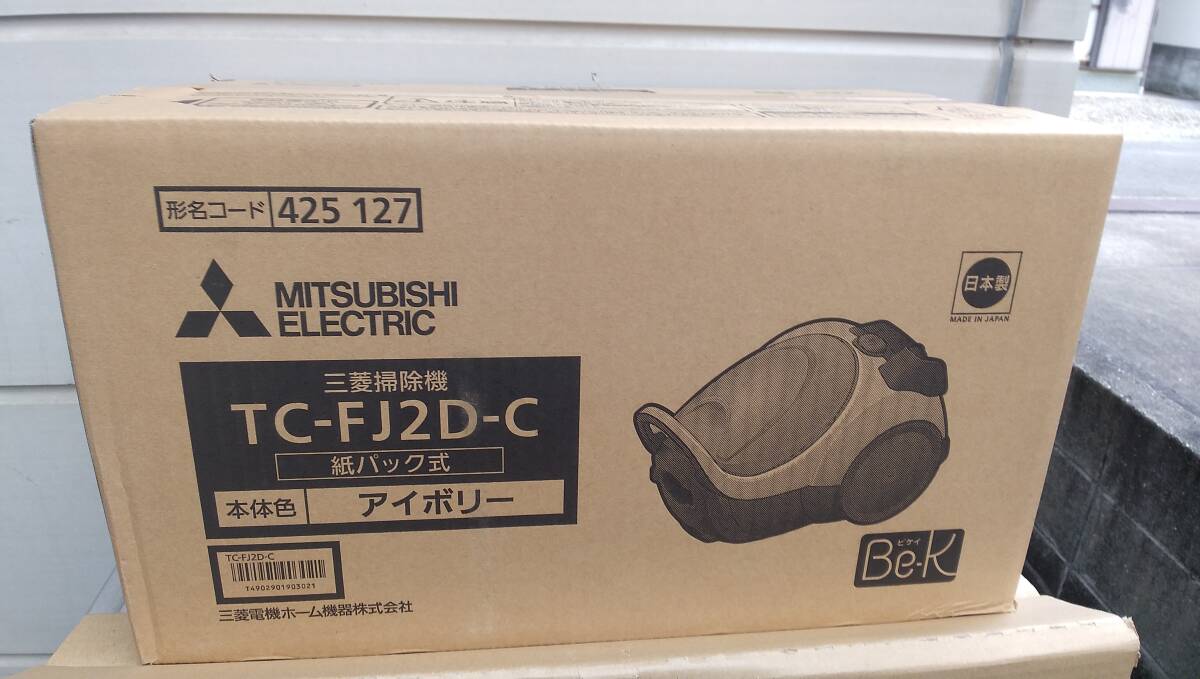 形名コード 425 127
MITSUBISHI
ELECTRIC
三菱掃除機
TC-FJ2D-C
紙パック式
本体色 アイボリー
TC-FJ2D-C
T4902901903021
三菱電機ホーム機器株式会社
日本製
MADE IN JAPAN
ビケイ
Be-K